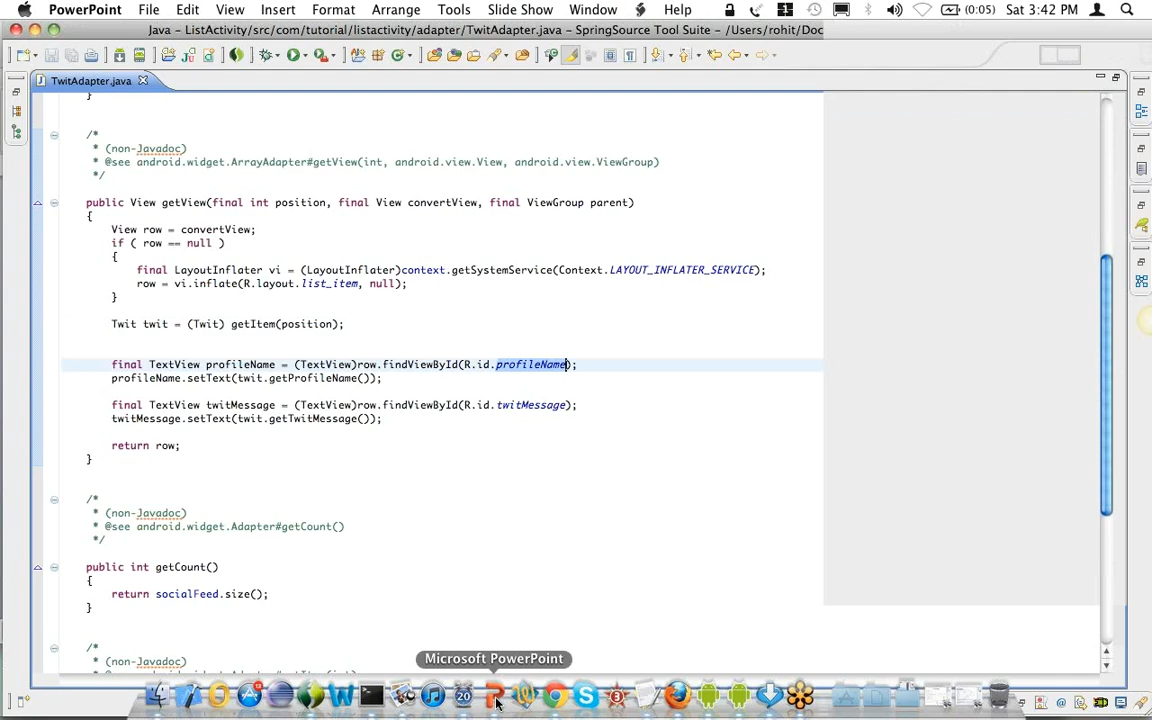 PowerPoint File Edit View Insert Format Arrange Tools Slide Show Window Help (0:05) Sat 3:42 PM
Java – ListActivity/src/com/tutorial/listactivity/adapter/TwitAdapter.java – SpringSource Tool Suite – /Users/rohit/Doc
TwitAdapter.java
}
/*
* (non-Javadoc)
* @see android.widget.ArrayAdapter#getView(int, android.view.View, android.view.ViewGroup)
*/
public View getView(final int position, final View convertView, final ViewGroup parent)
{
View row = convertView;
if ( row == null )
{
final LayoutInflater vi = (LayoutInflater)context.getSystemService(Context.LAYOUT_INFLATER_SERVICE);
row = vi.inflate(R.layout.list_item, null);
}
Twit twit = (Twit) getItem(position);
final TextView profileName = (TextView)row.findViewById(R.id.profileName);
profileName.setText(twit.getProfileName());
final TextView twitMessage = (TextView)row.findViewById(R.id.twitMessage);
twitMessage.setText(twit.getTwitMessage());
return row;
}
/*
* (non-Javadoc)
* @see android.widget.Adapter#getCount()
*/
public int getCount()
{
return socialFeed.size();
}
/*
* (non-Javadoc)
Microsoft PowerPoint
20